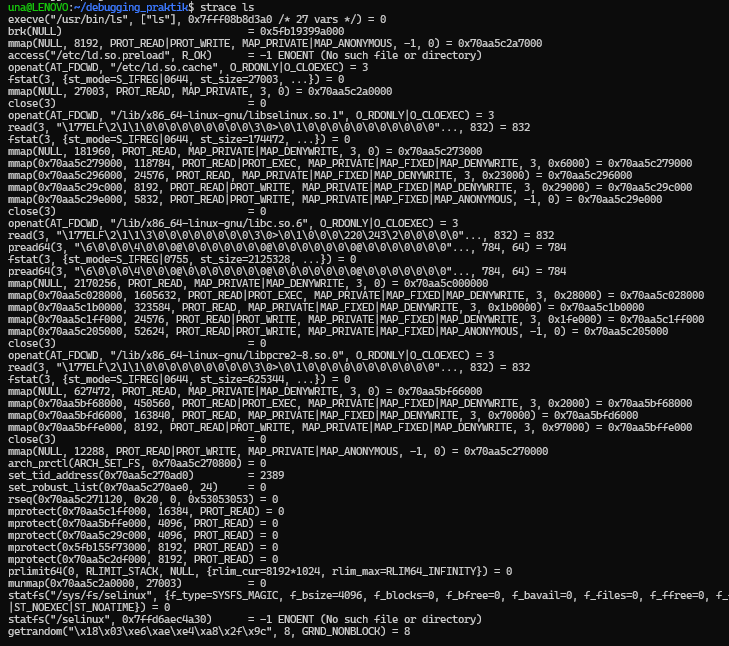 una@LENOVO:~/debugging_praktik$ strace ls
execve("/usr/bin/ls", ["ls"], 0x7fff08b8d3a0 /* 27 vars */) = 0
brk(NULL)                               = 0x5fb19399a000
mmap(NULL, 8192, PROT_READ|PROT_WRITE, MAP_PRIVATE|MAP_ANONYMOUS, -1, 0) = 0x70aa5c2a7000
access("/etc/ld.so.preload", R_OK)      = -1 ENOENT (No such file or directory)
openat(AT_FDCWD, "/etc/ld.so.cache", O_RDONLY|O_CLOEXEC) = 3
fstat(3, {st_mode=S_IFREG|0644, st_size=27003, ...}) = 0
mmap(NULL, 27003, PROT_READ, MAP_PRIVATE, 3, 0) = 0x70aa5c2a0000
close(3)                                = 0
openat(AT_FDCWD, "/lib/x86_64-linux-gnu/libselinux.so.1", O_RDONLY|O_CLOEXEC) = 3
read(3, "\177ELF\2\1\1\0\0\0\0\0\0\0\0\0\3\0>\0\1\0\0\0\0\0\0\0\0\0\0\0"..., 832) = 832
fstat(3, {st_mode=S_IFREG|0644, st_size=174472, ...}) = 0
mmap(NULL, 181960, PROT_READ, MAP_PRIVATE|MAP_DENYWRITE, 3, 0) = 0x70aa5c273000
mmap(0x70aa5c279000, 118784, PROT_READ|PROT_EXEC, MAP_PRIVATE|MAP_FIXED|MAP_DENYWRITE, 3, 0x6000) = 0x70aa5c279000
mmap(0x70aa5c296000, 24576, PROT_READ, MAP_PRIVATE|MAP_FIXED|MAP_DENYWRITE, 3, 0x23000) = 0x70aa5c296000
mmap(0x70aa5c29c000, 8192, PROT_READ|PROT_WRITE, MAP_PRIVATE|MAP_FIXED|MAP_DENYWRITE, 3, 0x29000) = 0x70aa5c29c000
mmap(0x70aa5c29e000, 5832, PROT_READ|PROT_WRITE, MAP_PRIVATE|MAP_FIXED|MAP_ANONYMOUS, -1, 0) = 0x70aa5c29e000
close(3)                                = 0
openat(AT_FDCWD, "/lib/x86_64-linux-gnu/libc.so.6", O_RDONLY|O_CLOEXEC) = 3
read(3, "\177ELF\2\1\1\3\0\0\0\0\0\0\0\0\3\0>\0\1\0\0\0\220\243\2\0\0\0\0\0"..., 832) = 832
pread64(3, "\6\0\0\0\4\0\0\0@\0\0\0\0\0\0\0@\0\0\0\0\0\0\0@\0\0\0\0\0\0\0"..., 784, 64) = 784
fstat(3, {st_mode=S_IFREG|0755, st_size=2125328, ...}) = 0
pread64(3, "\6\0\0\0\4\0\0\0@\0\0\0\0\0\0\0@\0\0\0\0\0\0\0@\0\0\0\0\0\0\0"..., 784, 64) = 784
mmap(NULL, 2170256, PROT_READ, MAP_PRIVATE|MAP_DENYWRITE, 3, 0) = 0x70aa5c000000
mmap(0x70aa5c028000, 1605632, PROT_READ|PROT_EXEC, MAP_PRIVATE|MAP_FIXED|MAP_DENYWRITE, 3, 0x28000) = 0x70aa5c028000
mmap(0x70aa5c1b0000, 323584, PROT_READ, MAP_PRIVATE|MAP_FIXED|MAP_DENYWRITE, 3, 0x1b0000) = 0x70aa5c1b0000
mmap(0x70aa5c1ff000, 24576, PROT_READ|PROT_WRITE, MAP_PRIVATE|MAP_FIXED|MAP_DENYWRITE, 3, 0x1fe000) = 0x70aa5c1ff000
mmap(0x70aa5c205000, 52624, PROT_READ|PROT_WRITE, MAP_PRIVATE|MAP_FIXED|MAP_ANONYMOUS, -1, 0) = 0x70aa5c205000
close(3)                                = 0
openat(AT_FDCWD, "/lib/x86_64-linux-gnu/libpcre2-8.so.0", O_RDONLY|O_CLOEXEC) = 3
read(3, "\177ELF\2\1\1\0\0\0\0\0\0\0\0\0\3\0>\0\1\0\0\0\0\0\0\0\0\0\0\0"..., 832) = 832
fstat(3, {st_mode=S_IFREG|0644, st_size=625344, ...}) = 0
mmap(NULL, 627472, PROT_READ, MAP_PRIVATE|MAP_DENYWRITE, 3, 0) = 0x70aa5bf66000
mmap(0x70aa5bf68000, 450560, PROT_READ|PROT_EXEC, MAP_PRIVATE|MAP_FIXED|MAP_DENYWRITE, 3, 0x2000) = 0x70aa5bf68000
mmap(0x70aa5bfd6000, 163840, PROT_READ, MAP_PRIVATE|MAP_FIXED|MAP_DENYWRITE, 3, 0x70000) = 0x70aa5bfd6000
mmap(0x70aa5bffe000, 8192, PROT_READ|PROT_WRITE, MAP_PRIVATE|MAP_FIXED|MAP_DENYWRITE, 3, 0x97000) = 0x70aa5bffe000
close(3)                                = 0
mmap(NULL, 12288, PROT_READ|PROT_WRITE, MAP_PRIVATE|MAP_ANONYMOUS, -1, 0) = 0x70aa5c270000
arch_prctl(ARCH_SET_FS, 0x70aa5c270800) = 0
set_tid_address(0x70aa5c270ad0)         = 2389
set_robust_list(0x70aa5c270ae0, 24)     = 0
rseq(0x70aa5c271120, 0x20, 0, 0x53053053) = 0
mprotect(0x70aa5c1ff000, 16384, PROT_READ) = 0
mprotect(0x70aa5bffe000, 4096, PROT_READ) = 0
mprotect(0x70aa5c29c000, 4096, PROT_READ) = 0
mprotect(0x5fb155f73000, 8192, PROT_READ) = 0
mprotect(0x70aa5c2df000, 8192, PROT_READ) = 0
prlimit64(0, RLIMIT_STACK, NULL, {rlim_cur=8192*1024, rlim_max=RLIM64_INFINITY}) = 0
munmap(0x70aa5c2a0000, 27003)           = 0
statfs("/sys/fs/selinux", {f_type=SYSFS_MAGIC, f_bsize=4096, f_blocks=0, f_bfree=0, f_bavail=0, f_files=0, f_ffree=0, f_
|ST_NOEXEC|ST_NOATIME}) = 0
statfs("/selinux", 0x7ffd6aec4a30)      = -1 ENOENT (No such file or directory)
getrandom("\x18\x03\xe6\xae\xe4\xa8\x2f\x9c", 8, GRND_NONBLOCK) = 8